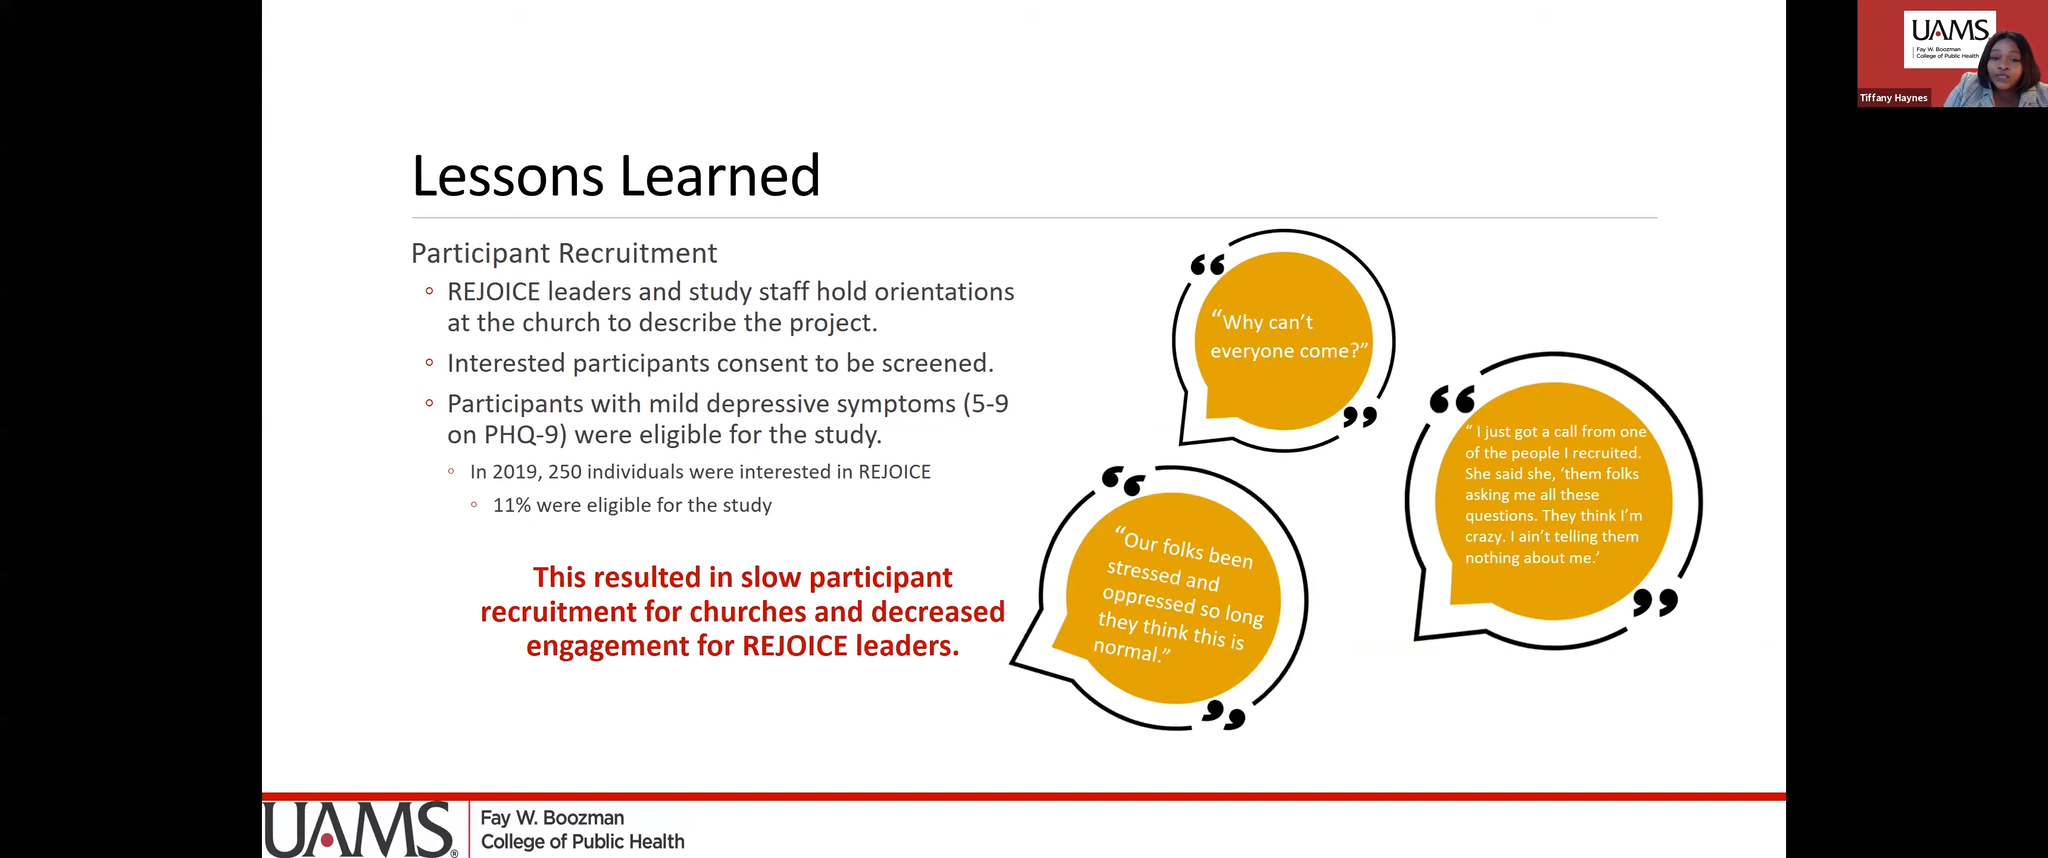 Lessons Learned
Participant Recruitment
REJOICE leaders and study staff hold orientations
at the church to describe the project.
Interested participants consent to be screened.
Participants with mild depressive symptoms (5-9
on PHQ-9) were eligible for the study.
In 2019, 250 individuals were interested in REJOICE
11% were eligible for the study
This resulted in slow participant
recruitment for churches and decreased
engagement for REJOICE leaders.
“Why can’t
everyone come?”
“Our folks been
stressed and
oppressed so long
they think this is
normal.”
“ I just got a call from one
of the people I recruited.
She said she, ‘them folks
asking me all these
questions. They think I’m
crazy. I ain’t telling them
nothing about me.’
UAMS®
Fay W. Boozman
College of Public Health
UAMS
Fay W. Boozman
College of Public Health
Tiffany Haynes